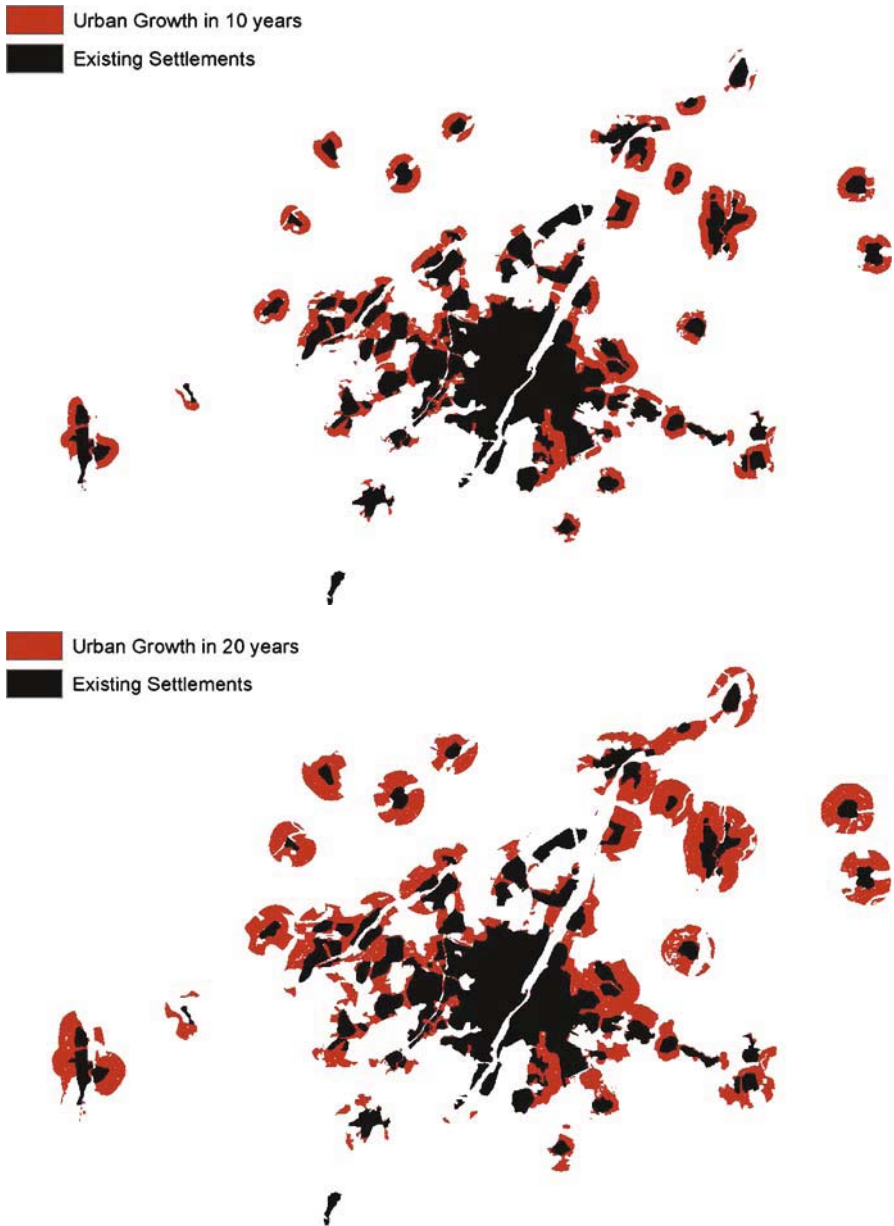 Urban Growth in 10 years
Existing Settlements
Urban Growth in 20 years
Existing Settlements